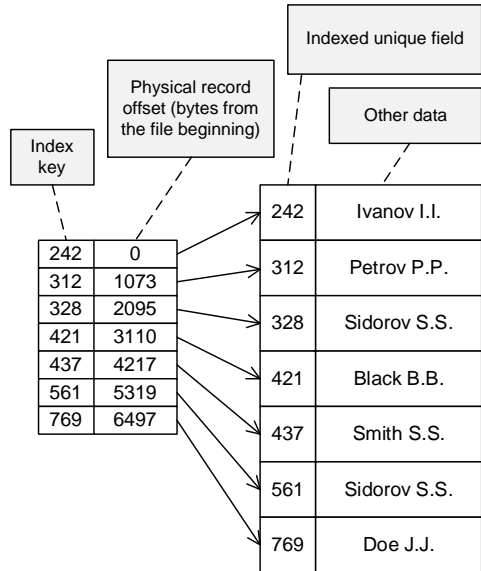 Indexed unique field
Physical record
offset (bytes from
the file beginning)
Other data
Index
key
242 0
312 1073
328 2095
421 3110
437 4217
561 5319
769 6497
242 Ivanov I.I.
312 Petrov P.P.
328 Sidorov S.S.
421 Black B.B.
437 Smith S.S.
561 Sidorov S.S.
769 Doe J.J.